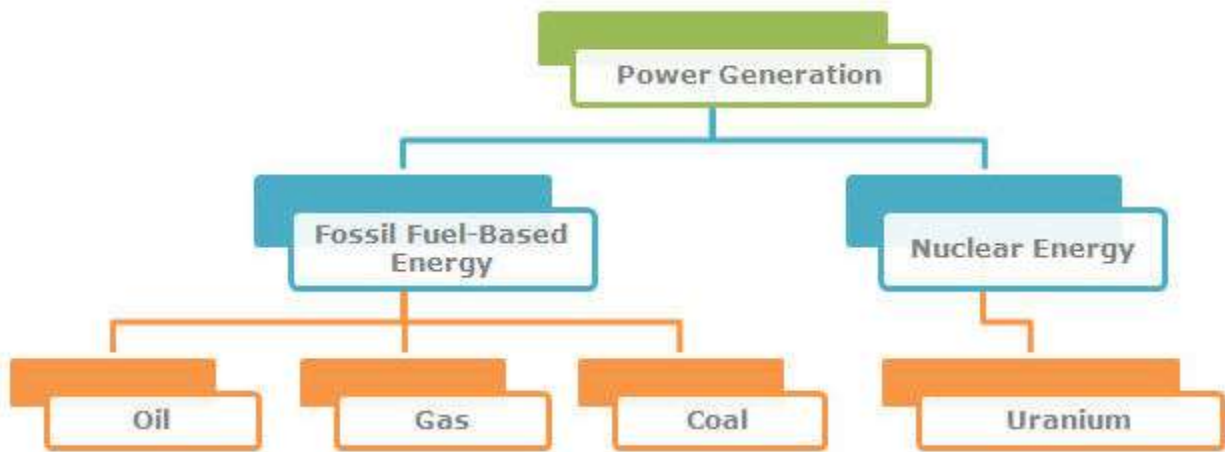 Power Generation
Fossil Fuel-Based
Energy
Nuclear Energy
Oil
Gas
Coal
Uranium